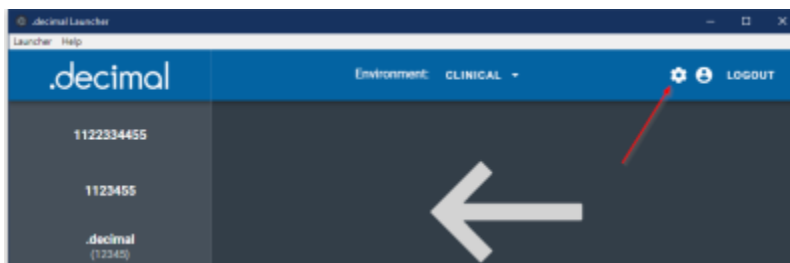 .decimal Launcher
Launcher Help
.decimal
Environment: CLINICAL
LOGOUT
1122334455
1123455
.decimal
(12345)